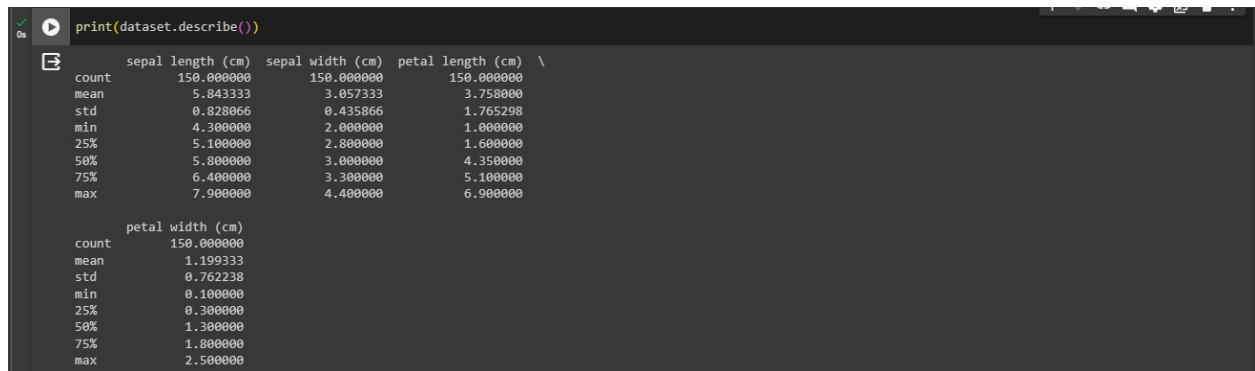 print(dataset.describe())
0s
sepal length (cm) sepal width (cm) petal length (cm) \
count 150.000000 150.000000 150.000000
mean 5.843333 3.057333 3.758000
std 0.828066 0.435866 1.765298
min 4.300000 2.000000 1.000000
25% 5.100000 2.800000 1.600000
50% 5.800000 3.000000 4.350000
75% 6.400000 3.300000 5.100000
max 7.900000 4.400000 6.900000
petal width (cm)
count 150.000000
mean 1.199333
std 0.762238
min 0.100000
25% 0.300000
50% 1.300000
75% 1.800000
max 2.500000